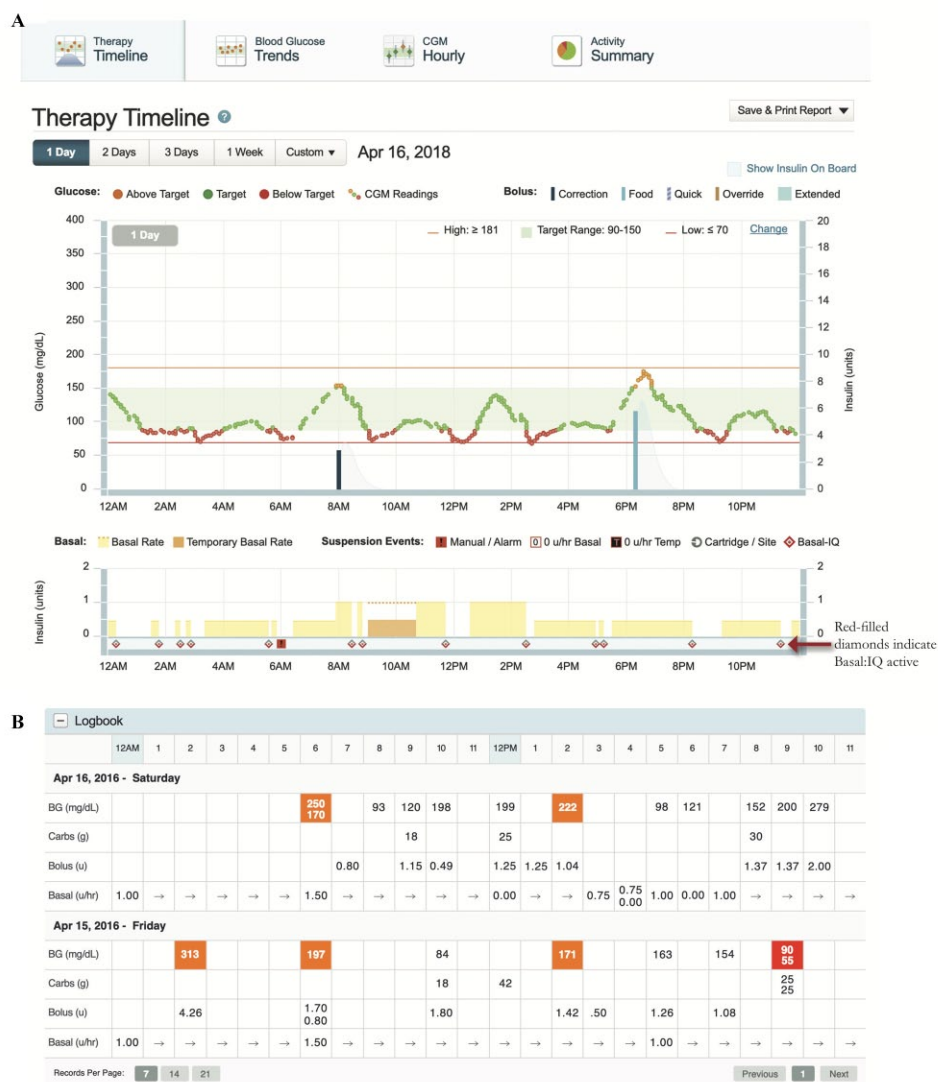 A
Therapy Timeline
Blood Glucose Trends
CGM Hourly
Activity Summary
Therapy Timeline ?
Save & Print Report ▼
1 Day 2 Days 3 Days 1 Week Custom ▾ Apr 16, 2018
Show Insulin On Board
Glucose: Above Target Target Below Target CGM Readings Bolus: Correction Food Quick Override Extended
1 Day
High: ≥ 181 Target Range: 90-150 Low: ≤ 70 Change
400 20
350 18
16
300
14
250 12
200 10
150 8
6
100
4
50 2
0 0
Glucose (mg/dL)
Insulin (units)
12AM 2AM 4AM 6AM 8AM 10AM 12PM 2PM 4PM 6PM 8PM 10PM
Basal: Basal Rate Temporary Basal Rate Suspension Events: ! Manual / Alarm 0 0 u/hr Basal T 0 u/hr Temp Cartridge / Site Basal-IQ
2 2
1 1
0 0
Insulin (units)
12AM 2AM 4AM 6AM 8AM 10AM 12PM 2PM 4PM 6PM 8PM 10PM
!
Red-filled
diamonds indicate
Basal:IQ active
B
− Logbook
12AM 1 2 3 4 5 6 7 8 9 10 11 12PM 1 2 3 4 5 6 7 8 9 10 11
Apr 16, 2016 - Saturday
BG (mg/dL) 250 170 93 120 198 199 222 98 121 152 200 279
Carbs (g) 18 25 30
Bolus (u) 0.80 1.15 0.49 1.25 1.25 1.04 1.37 1.37 2.00
Basal (u/hr) 1.00 → → → → → 1.50 → → → → → 0.00 → → 0.75 0.75 0.00 1.00 0.00 1.00 → → → →
Apr 15, 2016 - Friday
BG (mg/dL) 313 197 84 171 163 154 90 55
Carbs (g) 18 42 25 25
Bolus (u) 4.26 1.70 0.80 1.80 1.42 .50 1.26 1.08
Basal (u/hr) 1.00 → → → → → 1.50 → → → → → → → → → → 1.00 → → → → → →
Records Per Page: 7 14 21 Previous 1 Next